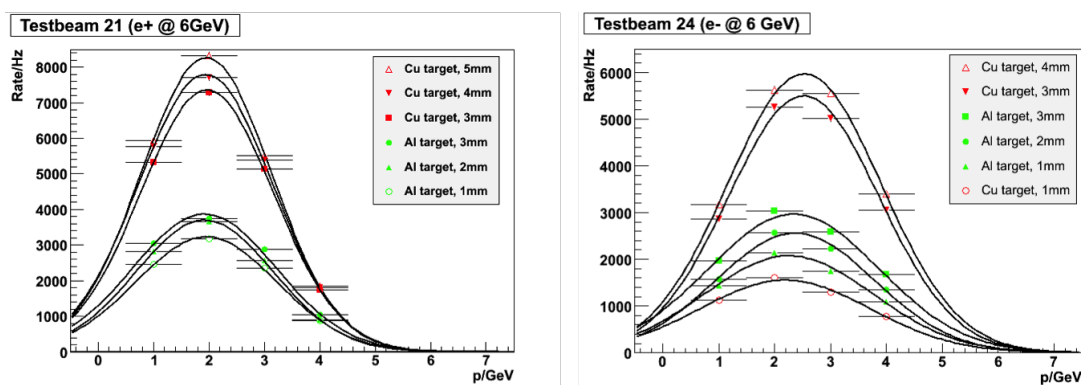 Testbeam 21 (e+ @ 6GeV)
Rate/Hz
8000
7000
6000
5000
4000
3000
2000
1000
0
Cu target, 5mm
Cu target, 4mm
Cu target, 3mm
Al target, 3mm
Al target, 2mm
Al target, 1mm
0 1 2 3 4 5 6 7
p/GeV
Testbeam 24 (e- @ 6 GeV)
Rate/Hz
6000
5000
4000
3000
2000
1000
0
Cu target, 4mm
Cu target, 3mm
Al target, 3mm
Al target, 2mm
Al target, 1mm
Cu target, 1mm
0 1 2 3 4 5 6 7
p/GeV